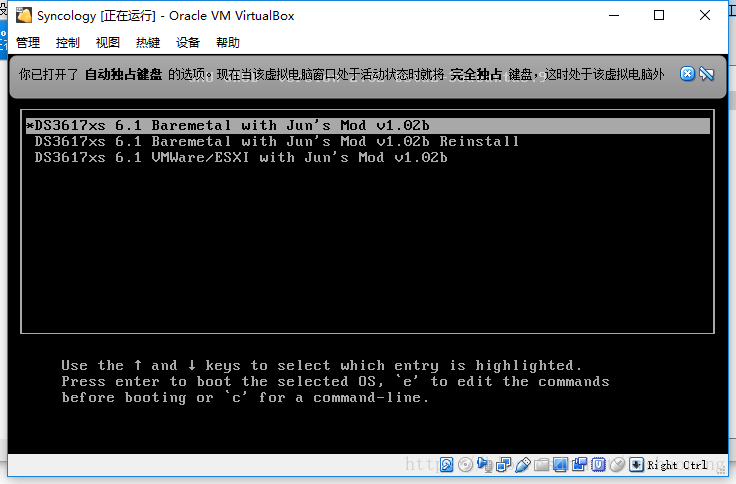 Syncology [正在运行] - Oracle VM VirtualBox
管理 控制 视图 热键 设备 帮助
你已打开了 自动独占键盘 的选项。现在当该虚拟电脑窗口处于活动状态时就将 完全独占 键盘，这时处于该虚拟电脑外
*DS3617xs 6.1 Baremetal with Jun's Mod v1.02b
DS3617xs 6.1 Baremetal with Jun's Mod v1.02b Reinstall
DS3617xs 6.1 VMWare/ESXI with Jun's Mod v1.02b
Use the ↑ and ↓ keys to select which entry is highlighted.
Press enter to boot the selected OS, `e' to edit the commands
before booting or `c' for a command-line.
Right Ctrl